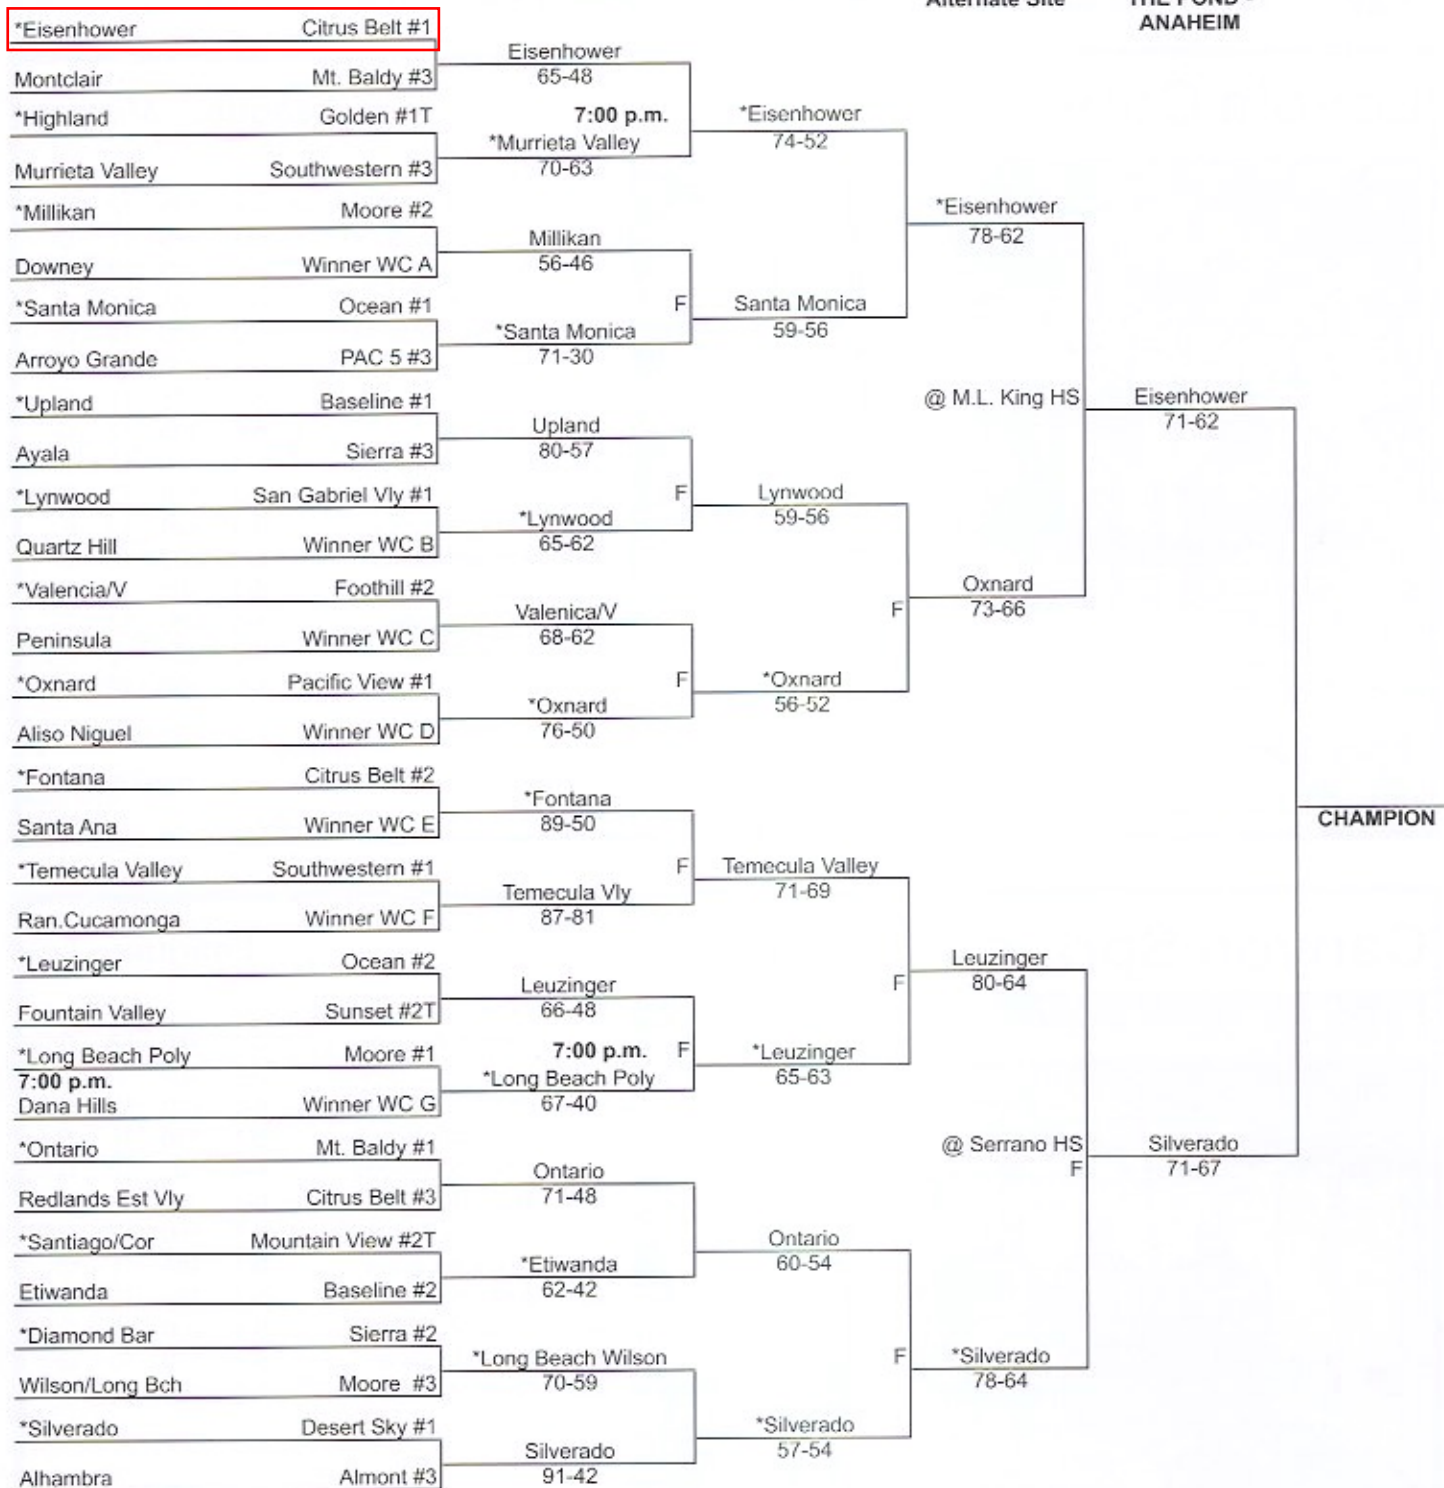 *Eisenhower Citrus Belt #1
Montclair Mt. Baldy #3
*Highland Golden #1T
Murrieta Valley Southwestern #3
*Millikan Moore #2
Downey Winner WC A
*Santa Monica Ocean #1
Arroyo Grande PAC 5 #3
*Upland Baseline #1
Ayala Sierra #3
*Lynwood San Gabriel Vly #1
Quartz Hill Winner WC B
*Valencia/V Foothill #2
Peninsula Winner WC C
*Oxnard Pacific View #1
Aliso Niguel Winner WC D
*Fontana Citrus Belt #2
Santa Ana Winner WC E
*Temecula Valley Southwestern #1
Ran.Cucamonga Winner WC F
*Leuzinger Ocean #2
Fountain Valley Sunset #2T
*Long Beach Poly Moore #1
7:00 p.m.
Dana Hills Winner WC G
*Ontario Mt. Baldy #1
Redlands Est Vly Citrus Belt #3
*Santiago/Cor Mountain View #2T
Etiwanda Baseline #2
*Diamond Bar Sierra #2
Wilson/Long Bch Moore #3
*Silverado Desert Sky #1
Alhambra Almont #3
Eisenhower
65-48
7:00 p.m.
*Murrieta Valley
70-63
Millikan
56-46
F
*Santa Monica
71-30
Upland
80-57
F
*Lynwood
65-62
Valenica/V
68-62
F
*Oxnard
76-50
*Fontana
89-50
F
Temecula Vly
87-81
Leuzinger
66-48
7:00 p.m. F
*Long Beach Poly
67-40
Ontario
71-48
*Etiwanda
62-42
*Long Beach Wilson
70-59
Silverado
91-42
*Eisenhower
74-52
Santa Monica
59-56
Lynwood
59-56
F
*Oxnard
56-52
Temecula Valley
71-69
F
*Leuzinger
65-63
Ontario
60-54
F
*Silverado
57-54
Alternate Site
*Eisenhower
78-62
@ M.L. King HS
Oxnard
73-66
Leuzinger
80-64
@ Serrano HS
F
*Silverado
78-64
THE POND -
ANAHEIM
Eisenhower
71-62
Silverado
71-67
CHAMPION